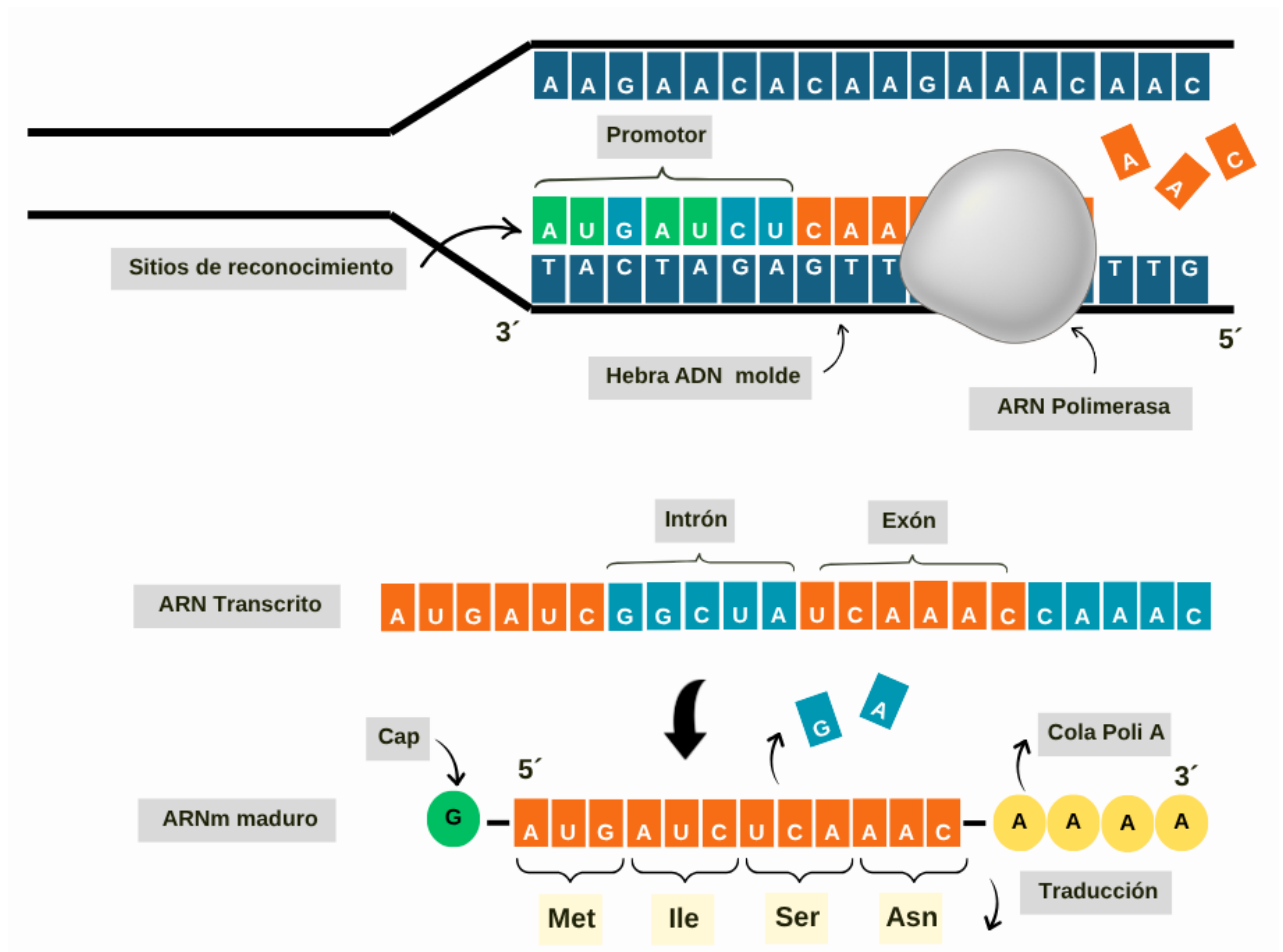 A A G A A C A C A A G A A A C A A C
Promotor
A A C
A U G A U C U C A A
Sitios de reconocimiento
T A C T A G A G T T T T G
3´
5´
Hebra ADN molde
ARN Polimerasa
Intrón
Exón
ARN Transcrito
A U G A U C G G C U A U C A A A C C A A A C
G A
Cap
Cola Poli A
5´
3´
ARNm maduro
G
A U G A U C U C A A A C
A A A A
Traducción
Met
Ile
Ser
Asn